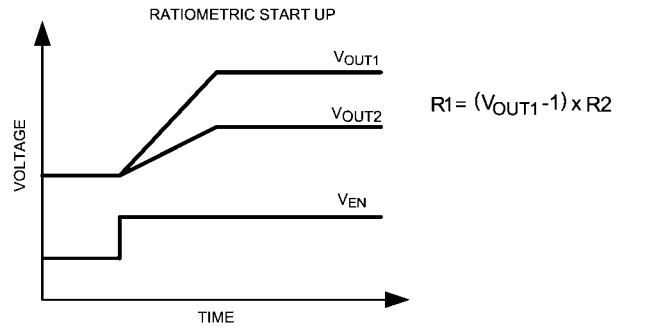 RATIOMETRIC START UP
VOUT1
R1 = (VOUT1 -1) x R2
VOUT2
VOLTAGE
VEN
TIME